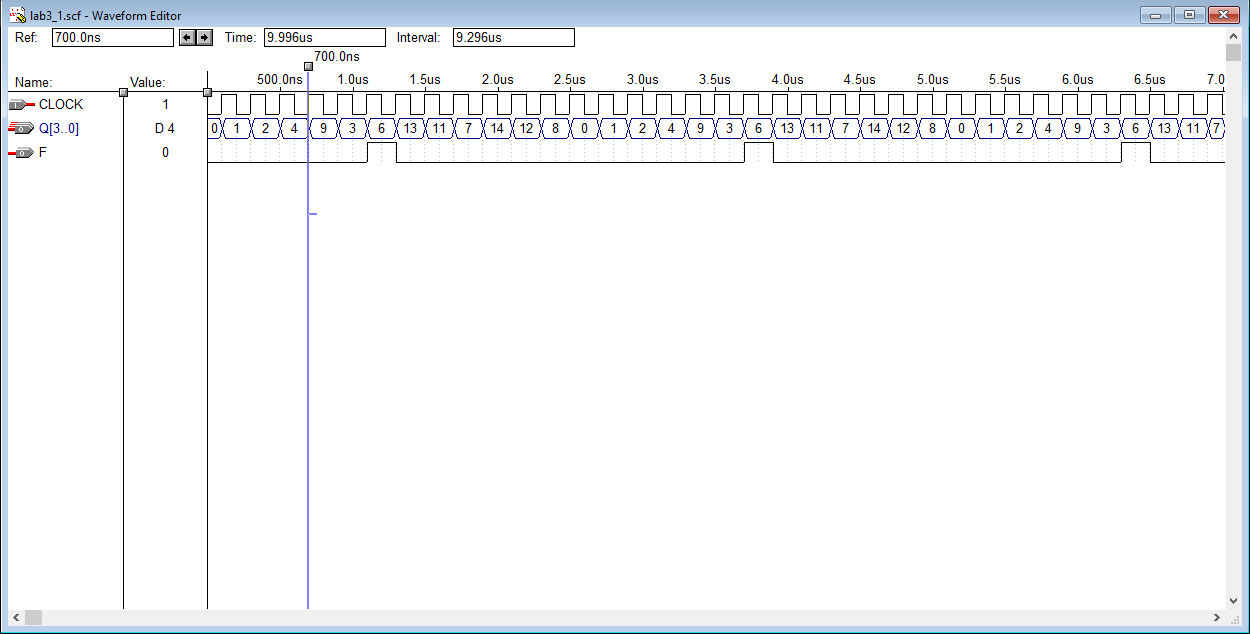 lab3_1.scf - Waveform Editor
Ref: 700.0ns Time: 9.996us Interval: 9.296us
700.0ns
Name: Value: 500.0ns 1.0us 1.5us 2.0us 2.5us 3.0us 3.5us 4.0us 4.5us 5.0us 5.5us 6.0us 6.5us 7.0
CLOCK 1
Q[3..0] D 4 0 1 2 4 9 3 6 13 11 7 14 12 8 0 1 2 4 9 3 6 13 11 7 14 12 8 0 1 2 4 9 3 6 13 11 7
F 0